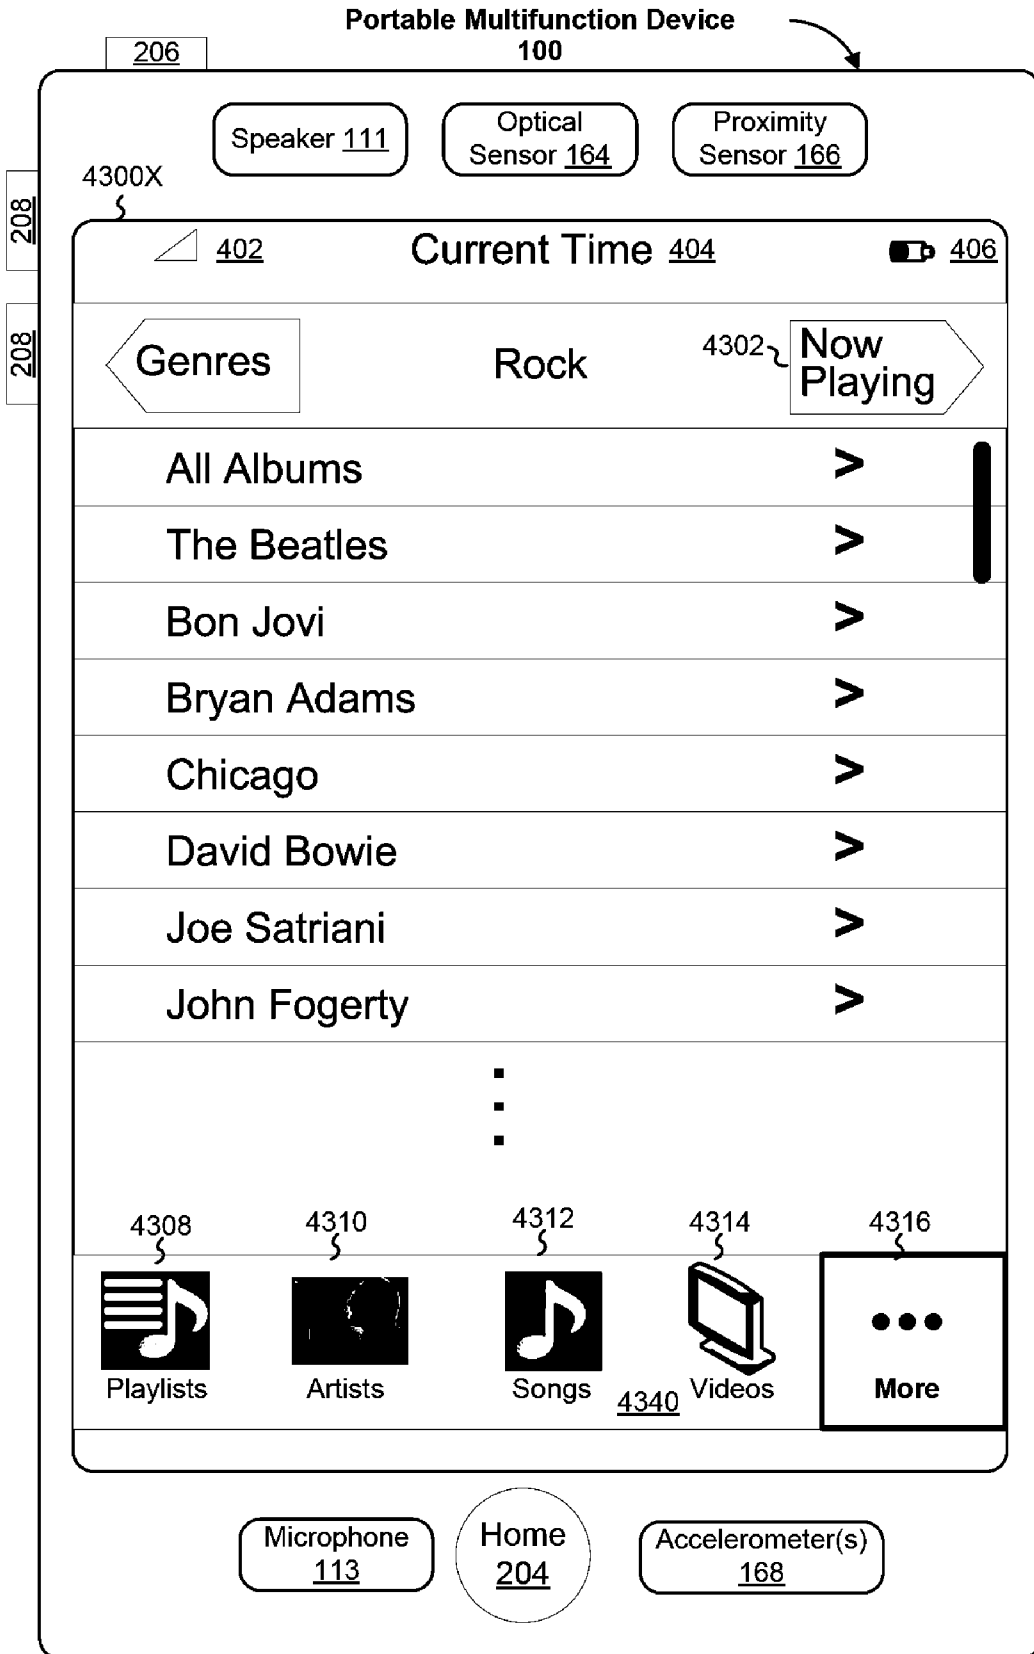 Portable Multifunction Device
100
206
Speaker 111
Optical
Sensor 164
Proximity
Sensor 166
4300X
208
208
402
Current Time 404
406
Genres
Rock
4302
Now
Playing
All Albums >
The Beatles >
Bon Jovi >
Bryan Adams >
Chicago >
David Bowie >
Joe Satriani >
John Fogerty >
4308
4310
4312
4314
4316
Playlists
Artists
Songs
4340
Videos
More
Microphone
113
Home
204
Accelerometer(s)
168